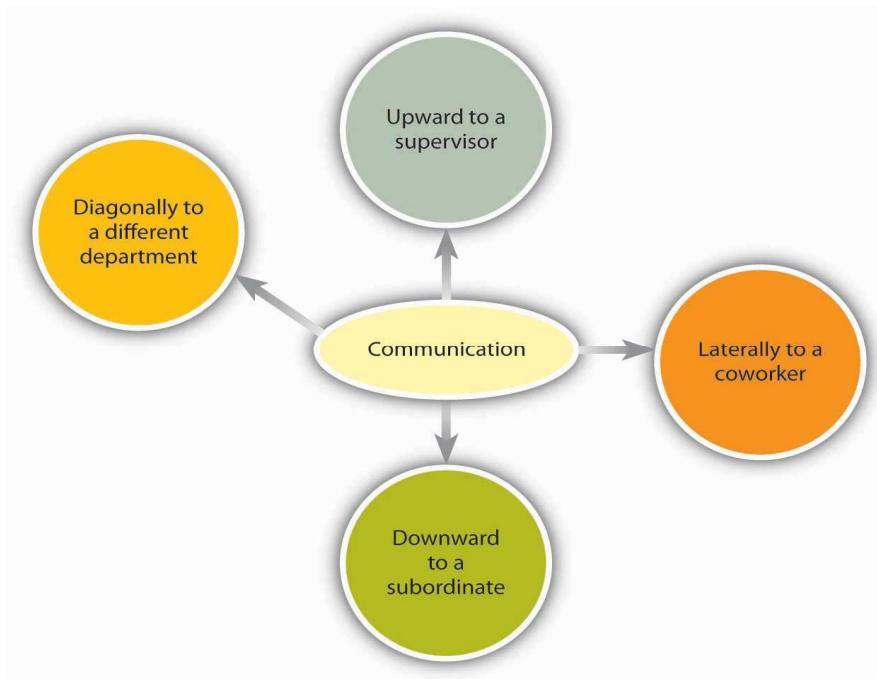 Upward to a
supervisor
Diagonally to
a different
department
Communication
Laterally to a
coworker
Downward
to a
subordinate